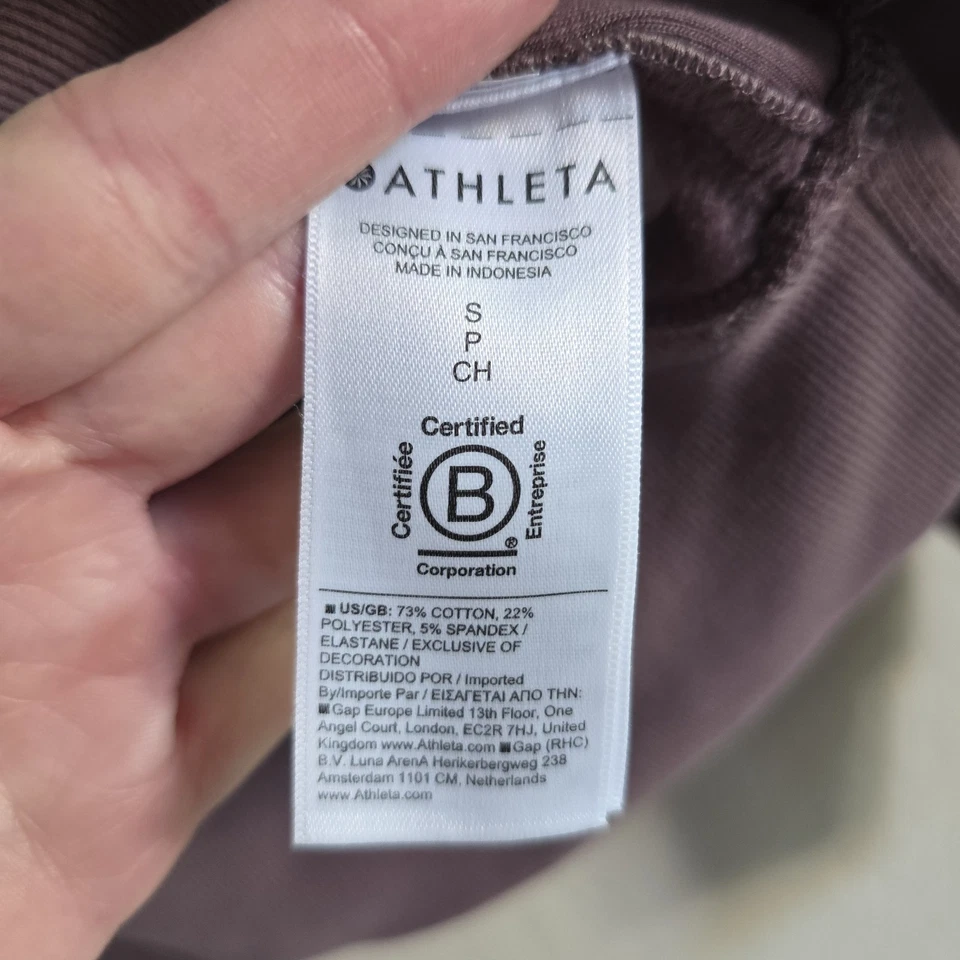 ATHLETA
DESIGNED IN SAN FRANCISCO
CONÇU À SAN FRANCISCO
MADE IN INDONESIA
S
P
CH
Certified
Certifiée
B
Entreprise
®
Corporation
US/GB: 73% COTTON, 22%
POLYESTER, 5% SPANDEX /
ELASTANE / EXCLUSIVE OF
DECORATION
DISTRIBUIDO POR / Imported
By/Importe Par / ΕΙΣΑΓΕΤΑΙ ΑΠΟ ΤΗΝ:
Gap Europe Limited 13th Floor, One
Angel Court, London, EC2R 7HJ, United
Kingdom www.Athleta.com Gap (RHC)
B.V. Luna ArenA Herikerbergweg 238
Amsterdam 1101 CM, Netherlands
www.Athleta.com